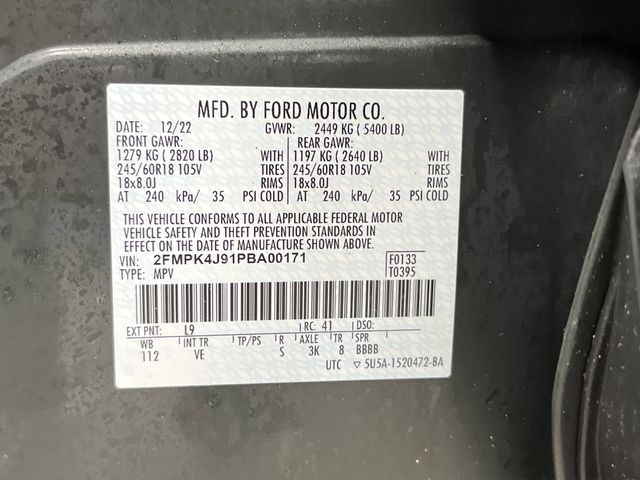 MFD. BY FORD MOTOR CO.
DATE: 12/22 GVWR: 2449 KG ( 5400 LB)
FRONT GAWR: REAR GAWR:
1279 KG ( 2820 LB) WITH 1197 KG ( 2640 LB) WITH
245/60R18 105V TIRES 245/60R18 105V TIRES
18x8.0J RIMS 18x8.0J RIMS
AT 240 kPa/ 35 PSI COLD AT 240 kPa/ 35 PSI COLD
THIS VEHICLE CONFORMS TO ALL APPLICABLE FEDERAL MOTOR
VEHICLE SAFETY AND THEFT PREVENTION STANDARDS IN
EFFECT ON THE DATE OF MANUFACTURE SHOWN ABOVE.
VIN: 2FMPK4J91PBA00171 F0133
TYPE: MPV T0395
EXT PNT: L9 RC: 41 DSO:
WB INT TR TP/PS R AXLE TR SPR
112 VE S 3K 8 BBBB
UTC ▽ 5U5A-1520472-BA